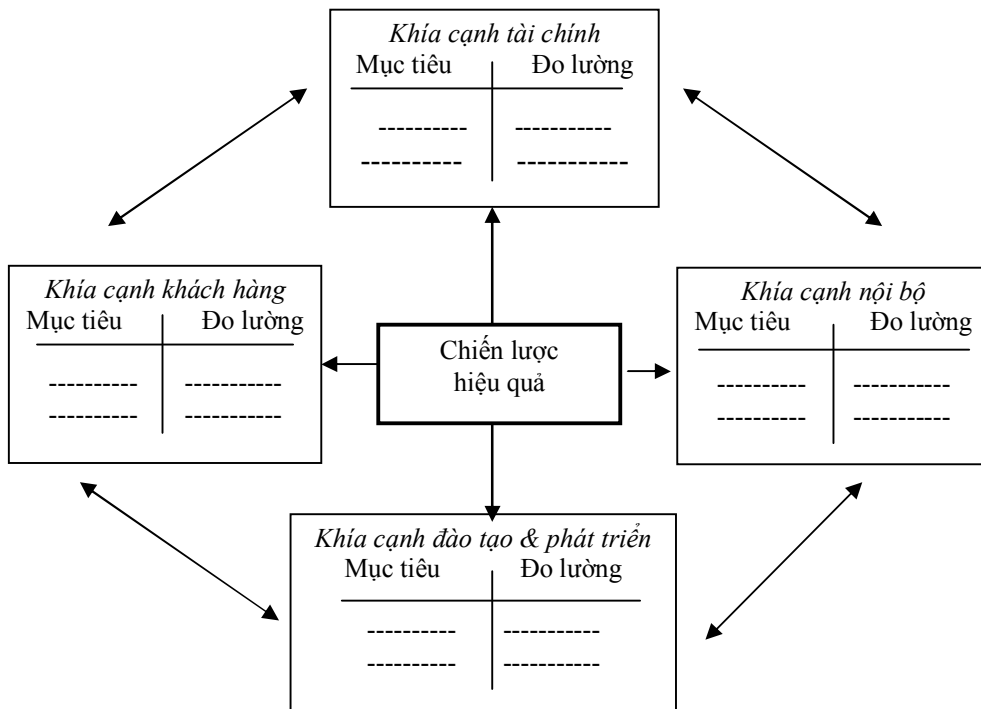 Khía cạnh tài chính
Mục tiêu Đo lường
Khía cạnh khách hàng
Mục tiêu Đo lường
Chiến lược
hiệu quả
Khía cạnh nội bộ
Mục tiêu Đo lường
Khía cạnh đào tạo & phát triển
Mục tiêu Đo lường